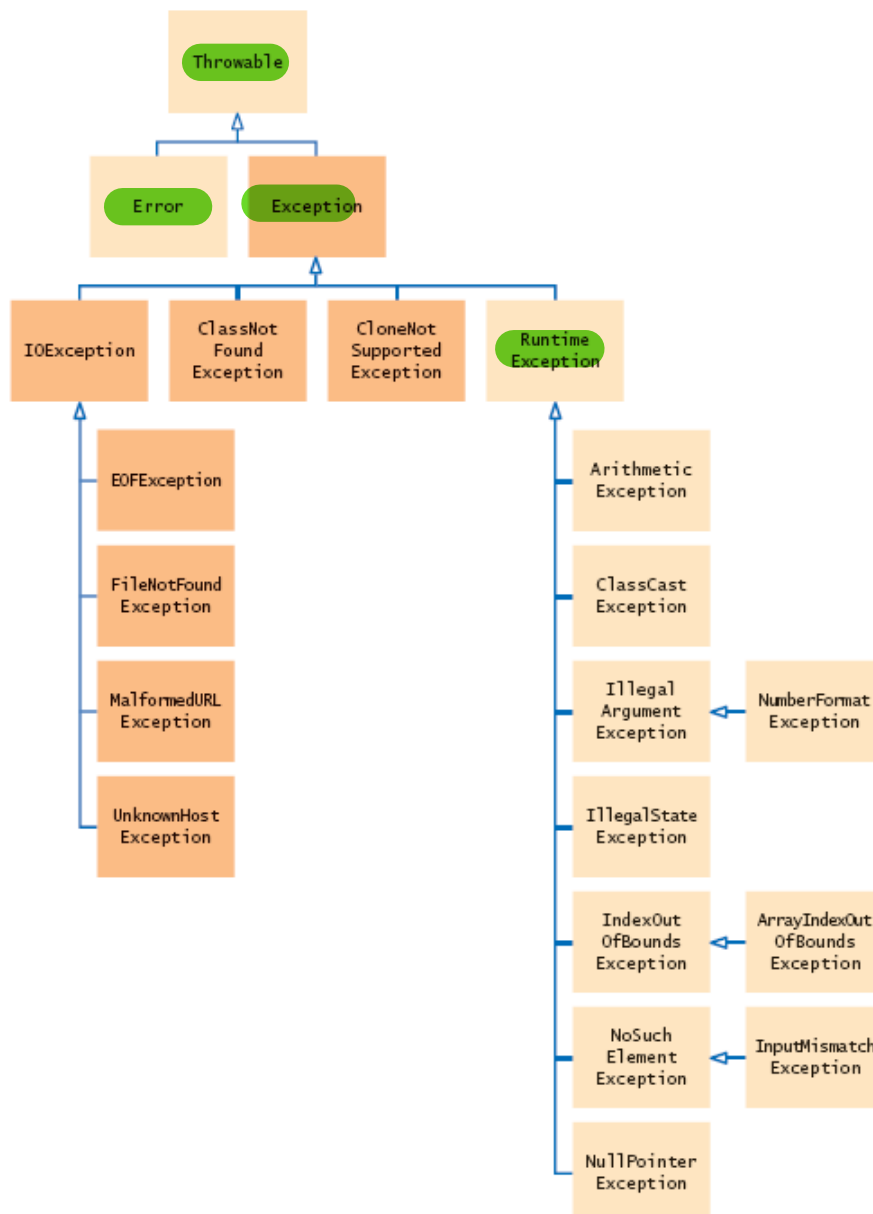 Throwable
Error
Exception
IOException
ClassNot
Found
Exception
CloneNot
Supported
Exception
Runtime
Exception
EOFException
FileNotFound
Exception
MalformedURL
Exception
UnknownHost
Exception
Arithmetic
Exception
ClassCast
Exception
Illegal
Argument
Exception
NumberFormat
Exception
IllegalState
Exception
IndexOut
OfBounds
Exception
ArrayIndexOut
OfBounds
Exception
NoSuch
Element
Exception
InputMismatch
Exception
NullPointer
Exception